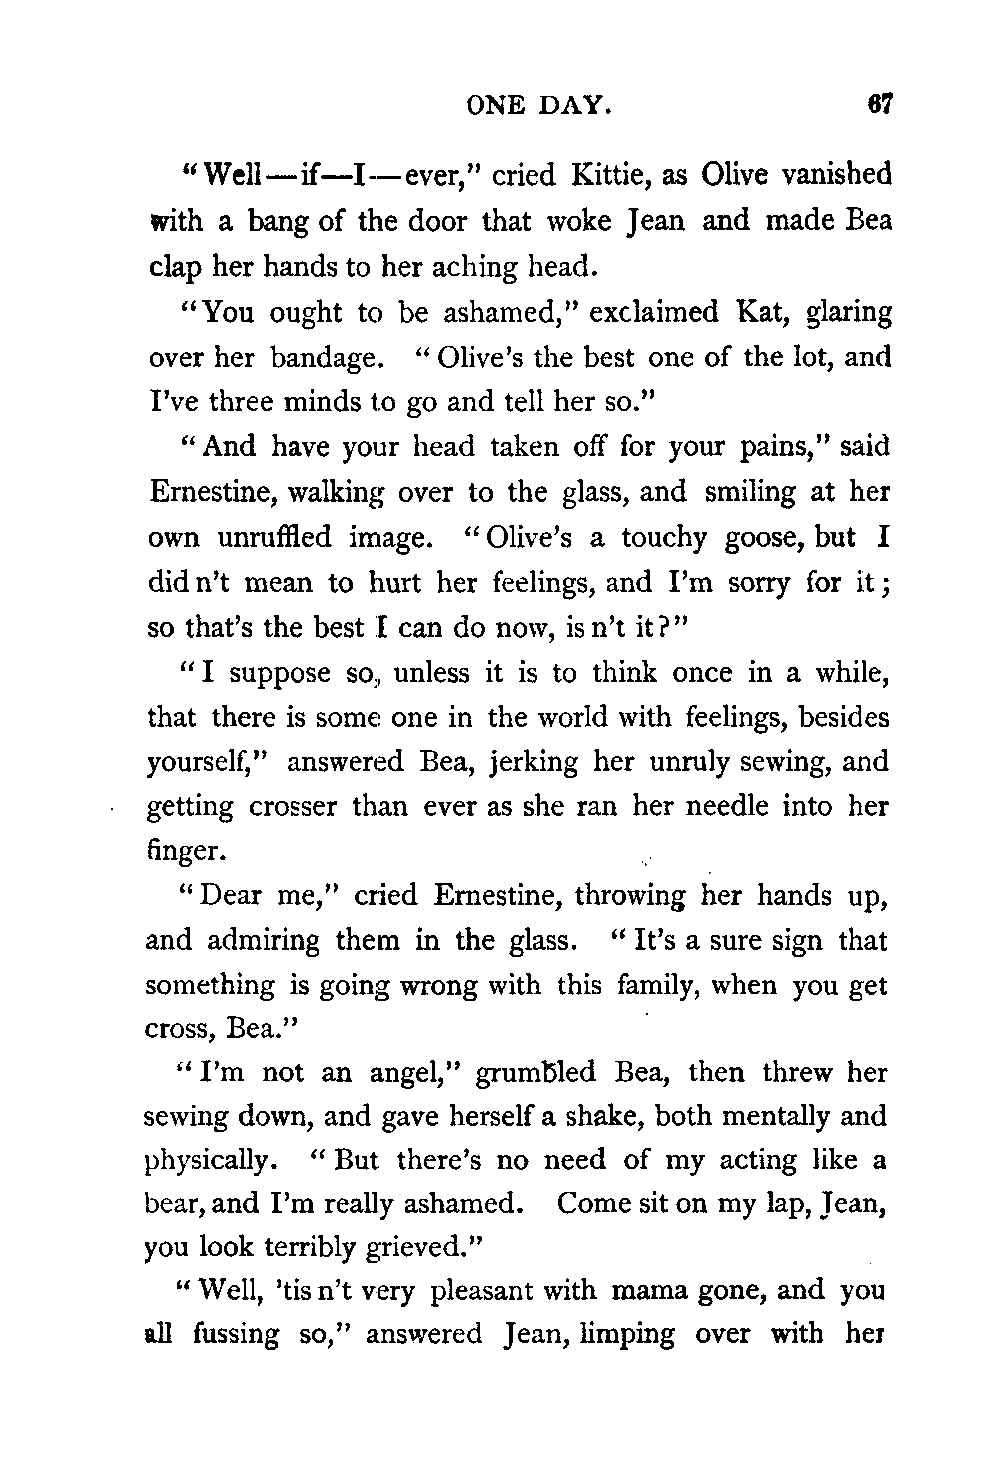 ONE DAY. 67
"Well—if—I—ever," cried Kittie, as Olive vanished
with a bang of the door that woke Jean and made Bea
clap her hands to her aching head.
"You ought to be ashamed," exclaimed Kat, glaring
over her bandage. "Olive's the best one of the lot, and
I've three minds to go and tell her so."
"And have your head taken off for your pains," said
Ernestine, walking over to the glass, and smiling at her
own unruffled image. "Olive's a touchy goose, but I
did n't mean to hurt her feelings, and I'm sorry for it;
so that's the best I can do now, is n't it?"
"I suppose so, unless it is to think once in a while,
that there is some one in the world with feelings, besides
yourself," answered Bea, jerking her unruly sewing, and
getting crosser than ever as she ran her needle into her
finger.
"Dear me," cried Ernestine, throwing her hands up,
and admiring them in the glass. "It's a sure sign that
something is going wrong with this family, when you get
cross, Bea."
"I'm not an angel," grumbled Bea, then threw her
sewing down, and gave herself a shake, both mentally and
physically. "But there's no need of my acting like a
bear, and I'm really ashamed. Come sit on my lap, Jean,
you look terribly grieved."
"Well, 'tis n't very pleasant with mama gone, and you
all fussing so," answered Jean, limping over with her